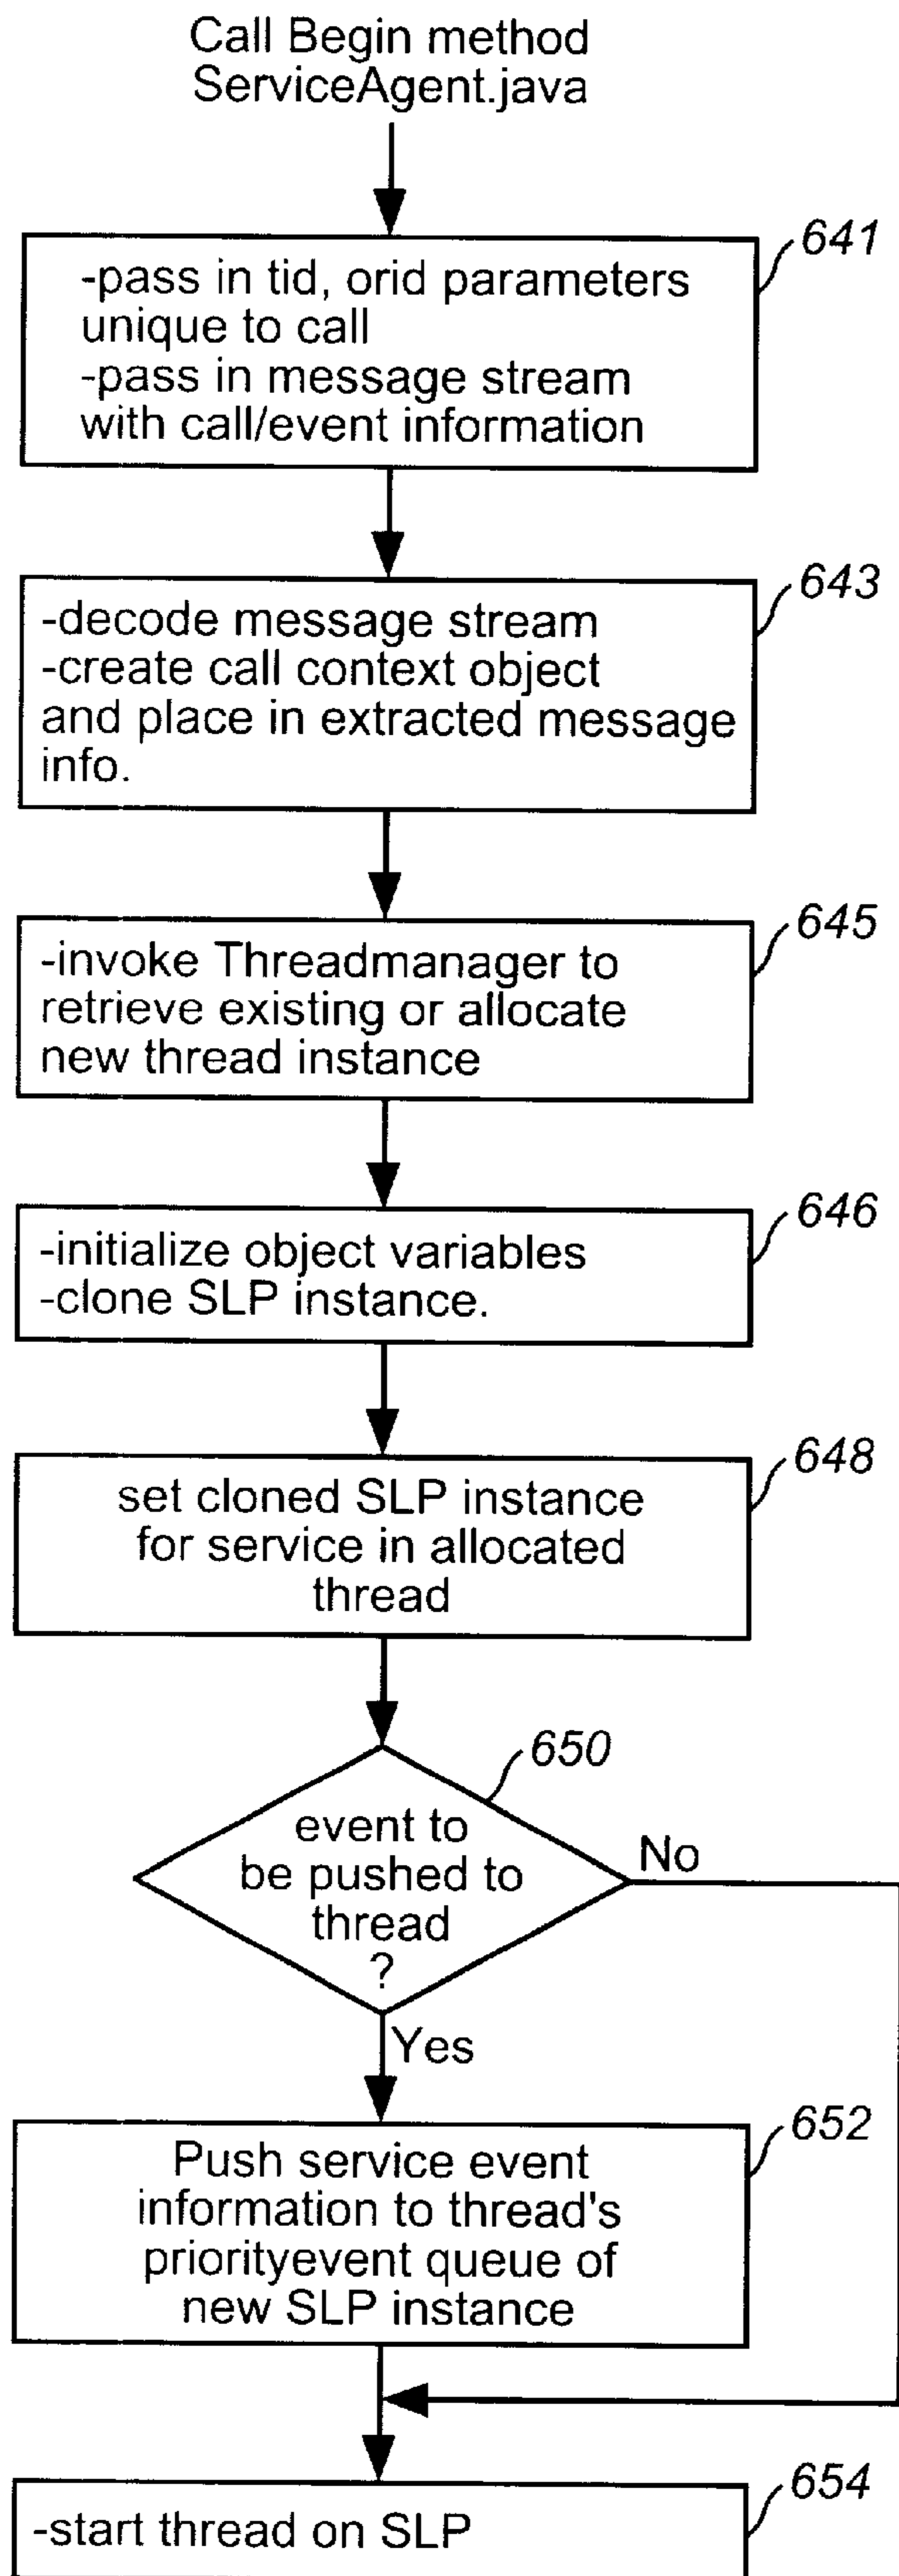 Call Begin method
ServiceAgent.java
641
-pass in tid, orid parameters
unique to call
-pass in message stream
with call/event information
643
-decode message stream
-create call context object
and place in extracted message
info.
645
-invoke Threadmanager to
retrieve existing or allocate
new thread instance
646
-initialize object variables
-clone SLP instance.
648
set cloned SLP instance
for service in allocated
thread
650
event to
be pushed to
thread
?
No
Yes
652
Push service event
information to thread's
priorityevent queue of
new SLP instance
654
-start thread on SLP